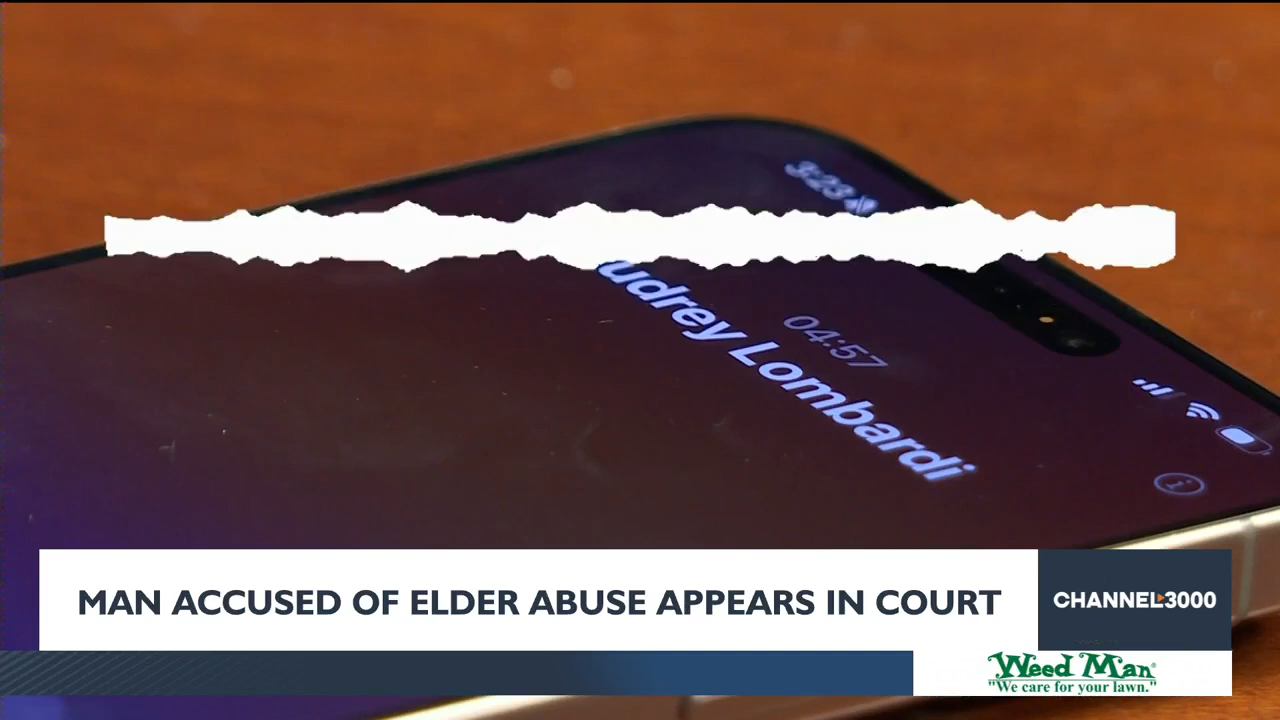 3:23
04:57
udrey Lombardi
MAN ACCUSED OF ELDER ABUSE APPEARS IN COURT
CHANNEL3000
Weed Man
"We care for your lawn."